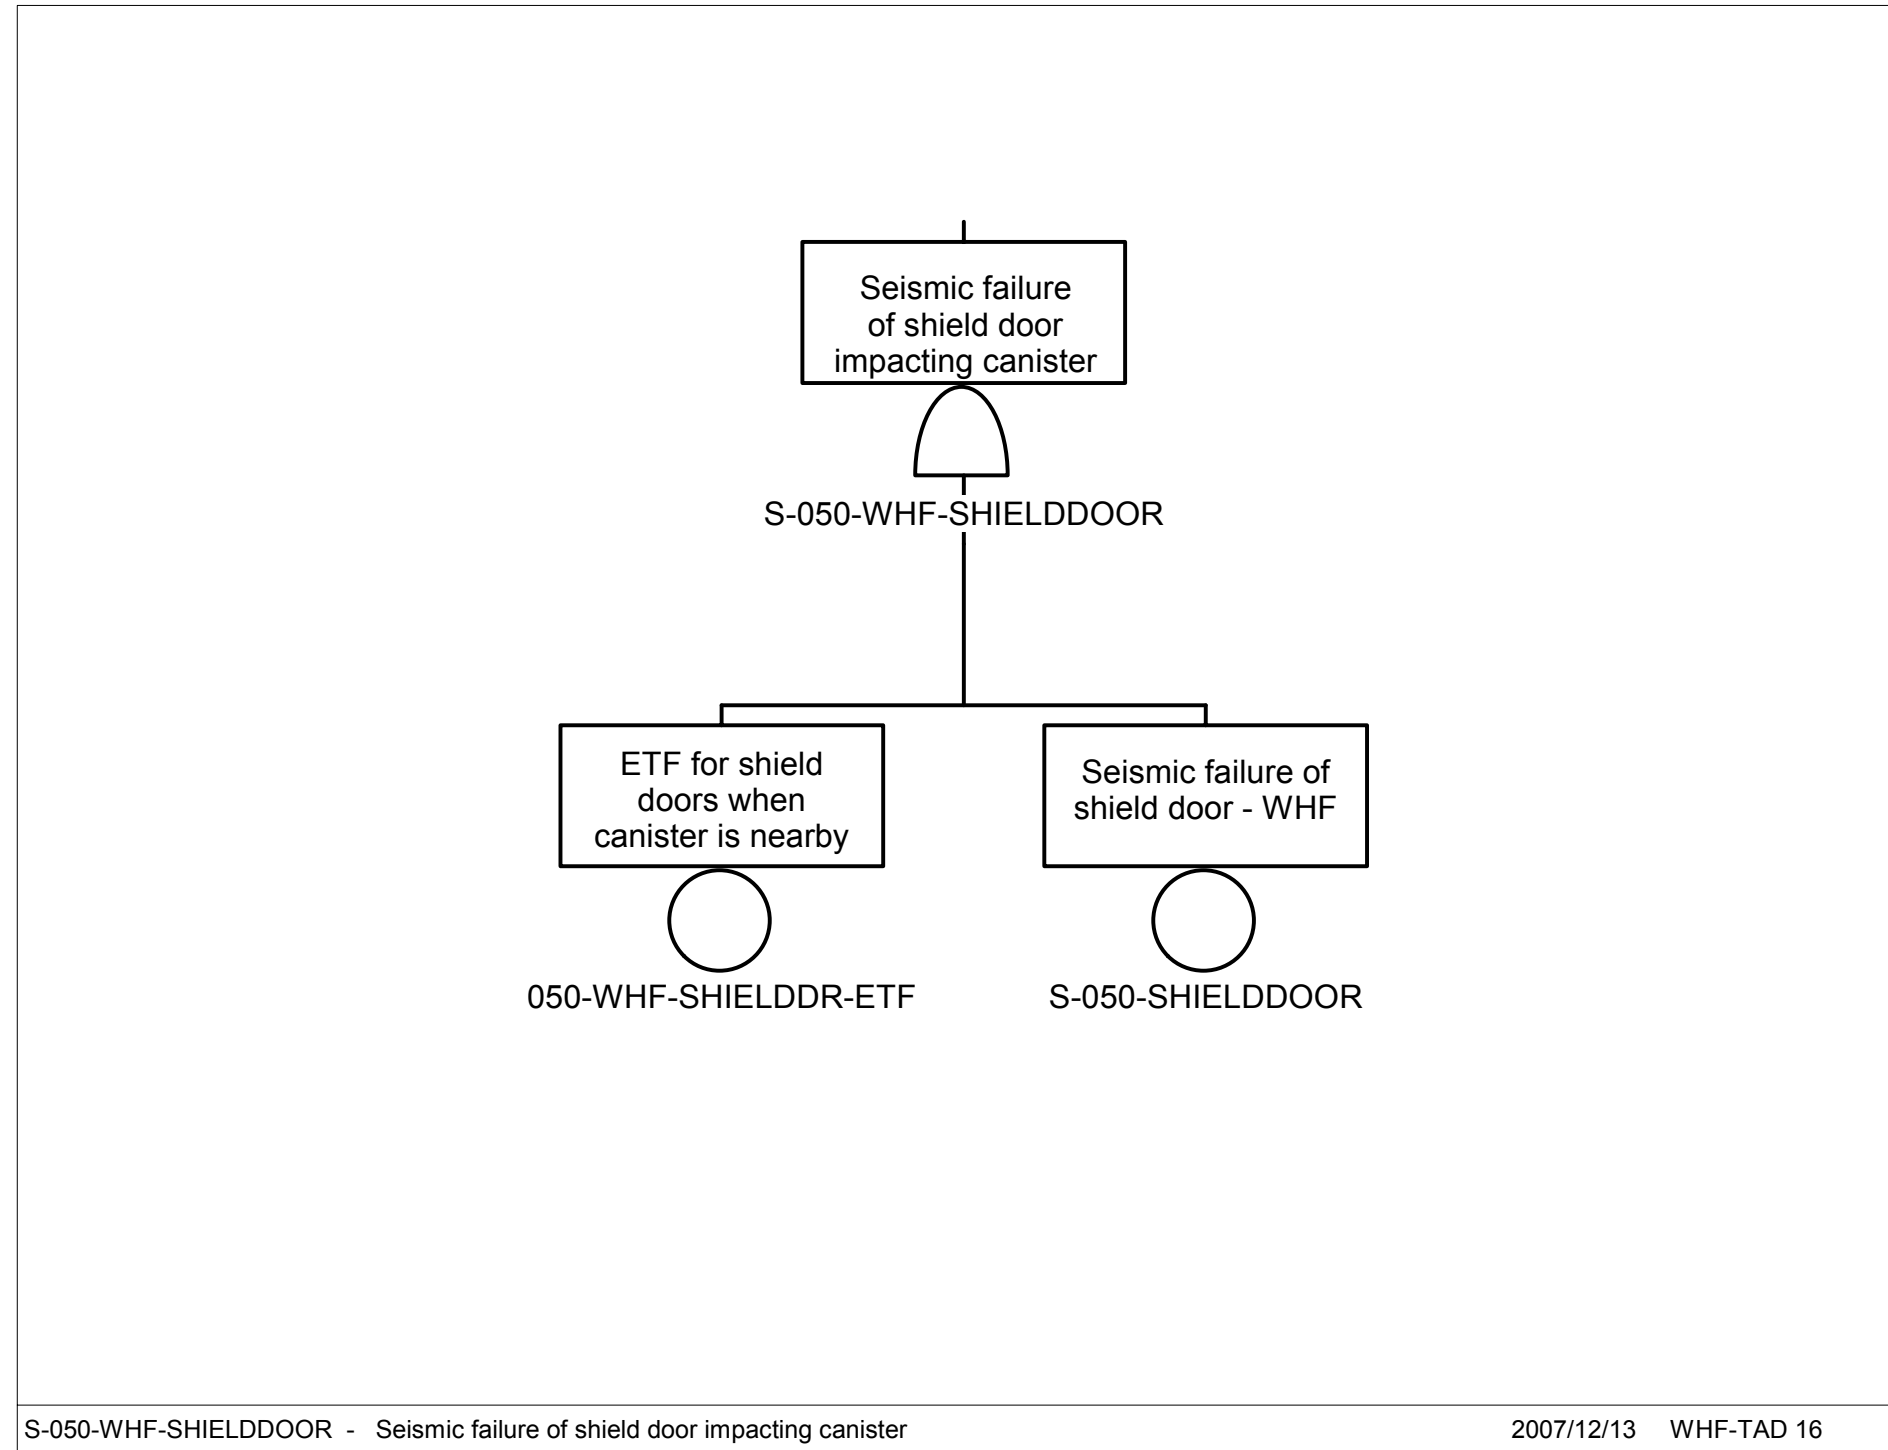 Seismic failure
of shield door
impacting canister
S-050-WHF-SHIELDDOOR
ETF for shield
doors when
canister is nearby
050-WHF-SHIELDDR-ETF
Seismic failure of
shield door - WHF
S-050-SHIELDDOOR
S-050-WHF-SHIELDDOOR - Seismic failure of shield door impacting canister 2007/12/13 WHF-TAD 16